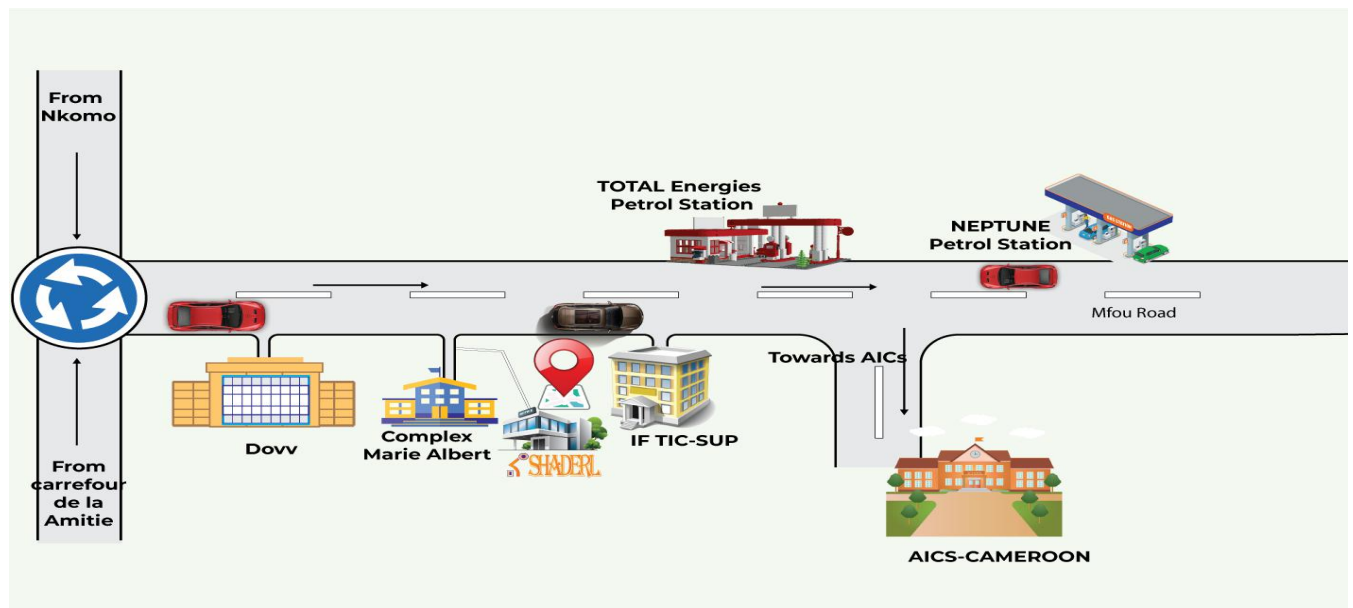 From
Nkomo
TOTAL Energies
Petrol Station
NEPTUNE
Petrol Station
Mfou Road
Towards AICs
Dovv
Complex
Marie Albert
SHADERL
IF TIC-SUP
From
carrefour
de la
Amitie
AICS-CAMEROON